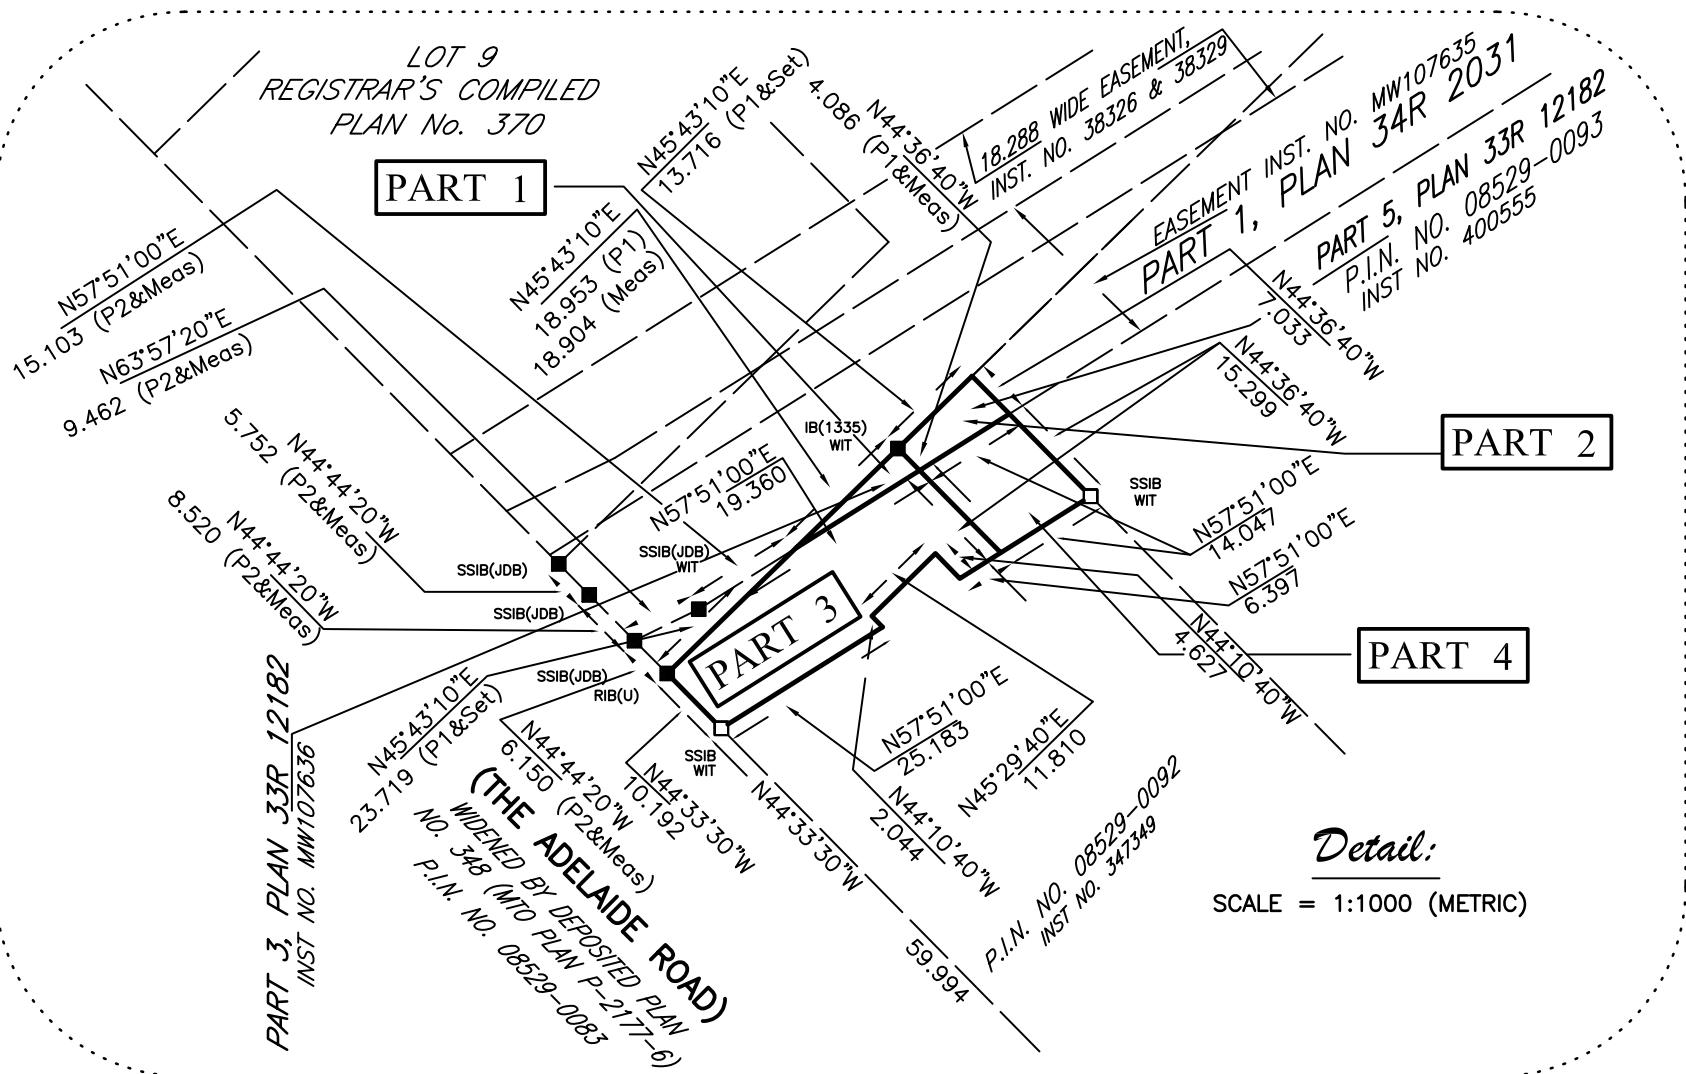 LOT 9
REGISTRAR'S COMPILED
PLAN No. 370
PART 1
N45°43'10"E
13.716 (P1&Set)
4.086
N44°36'40"W
(P1&Meas)
18.288 WIDE EASEMENT,
INST. NO. 38326 & 38329
EASEMENT INST. NO. MW107635
PART 1, PLAN 34R 2031
PART 5, PLAN 33R 12182
P.I.N. NO. 08529-0093
INST NO. 400555
N57°51'00"E
15.103 (P2&Meas)
N63°57'20"E
9.462 (P2&Meas)
N45°43'10"E
18.953 (P1)
18.904 (Meas)
N44°36'40"W
7.033
N44°36'40"W
15.299
5.752
N44°44'20"W
(P2&Meas)
8.520
N44°44'20"W
(P2&Meas)
IB(1335)
WIT
N57°51'00"E
19.360
PART 2
SSIB
WIT
N57°51'00"E
14.047
N57°51'00"E
6.397
SSIB(JDB)
SSIB(JDB)
WIT
SSIB(JDB)
SSIB(JDB)
RIB(U)
PART 3
PART 4
N44°10'40"W
4.627
PART 3, PLAN 33R 12182
INST NO. MW107636
N45°43'10"E
23.719 (P1&Set)
N44°44'20"W
6.150 (P2&Meas)
N44°33'30"W
10.192
SSIB
WIT
N44°33'30"W
59.994
N57°51'00"E
25.183
N45°29'40"E
11.810
N44°10'40"W
2.044
(THE ADELAIDE ROAD)
WIDENED BY DEPOSITED PLAN
NO. 348 (MTO PLAN P-2177-6)
P.I.N. NO. 08529-0083
P.I.N. NO. 08529-0092
INST NO. 347349
Detail:
SCALE = 1:1000 (METRIC)